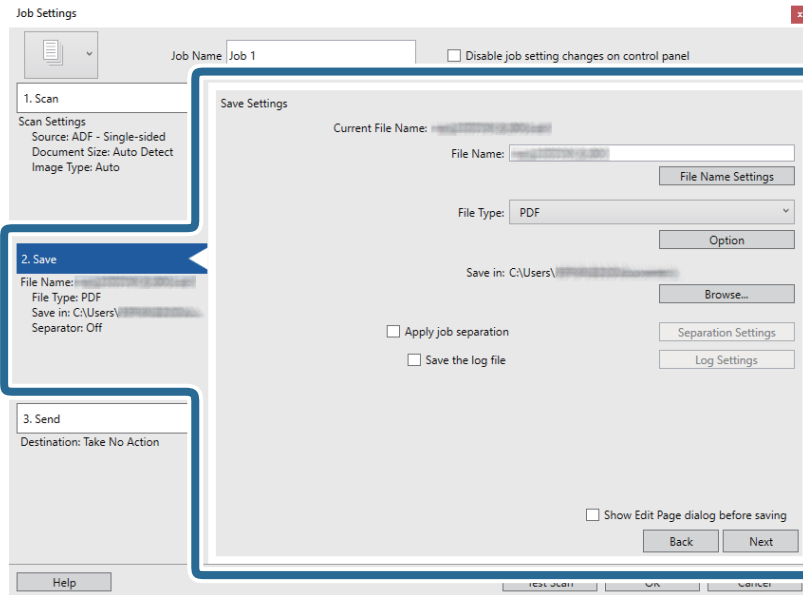 Job Settings
x
Job Name Job 1
Disable job setting changes on control panel
1. Scan
Scan Settings
Source: ADF - Single-sided
Document Size: Auto Detect
Image Type: Auto
2. Save
File Name:
File Type: PDF
Save in: C:\Users\
Separator: Off
3. Send
Destination: Take No Action
Save Settings
Current File Name:
File Name:
File Name Settings
File Type: PDF
Option
Save in: C:\Users\
Browse...
Apply job separation
Separation Settings
Save the log file
Log Settings
Show Edit Page dialog before saving
Back Next
Help Test Scan OK Cancel